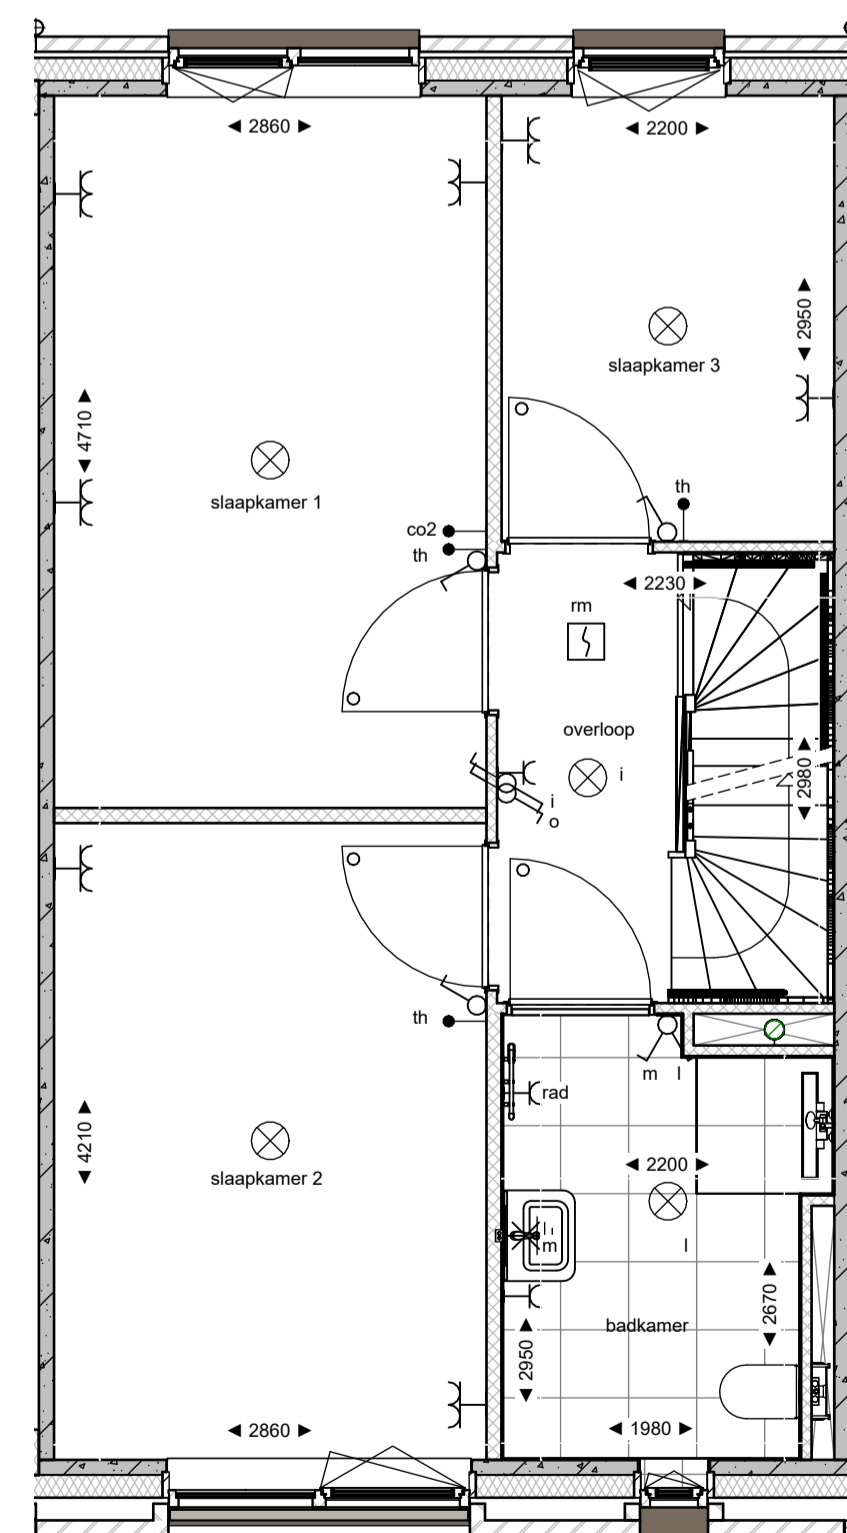 2860
2200
2950
slaapkamer 3
4710
slaapkamer 1
th
co2
th
2230
rm
overloop
i
2980
i
o
th
m l
rad
4210
2200
slaapkamer 2
l
m
l
2670
badkamer
2950
2860
1980